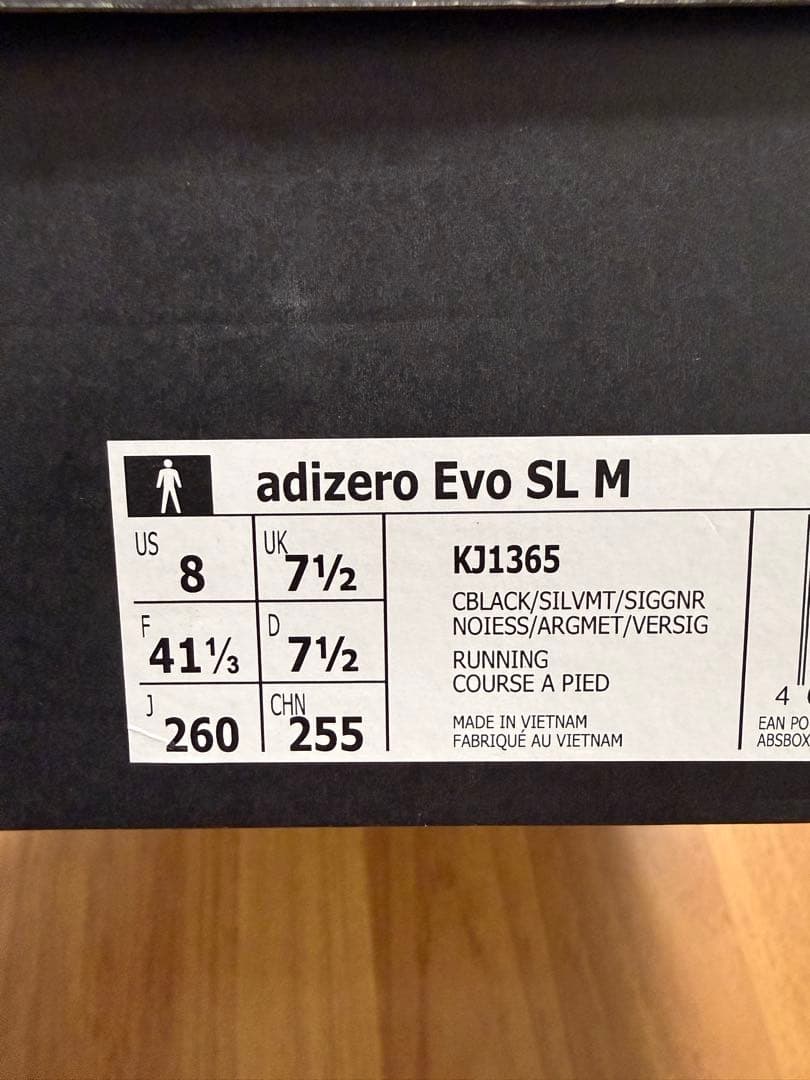 adizero Evo SL M
US 8 UK 7½
F 41⅓ D 7½
J 260 CHN 255
KJ1365
CBLACK/SILVMT/SIGGNR
NOIESS/ARGMET/VERSIG
RUNNING
COURSE A PIED
MADE IN VIETNAM
FABRIQUÉ AU VIETNAM
4
EAN PO
ABSBOX